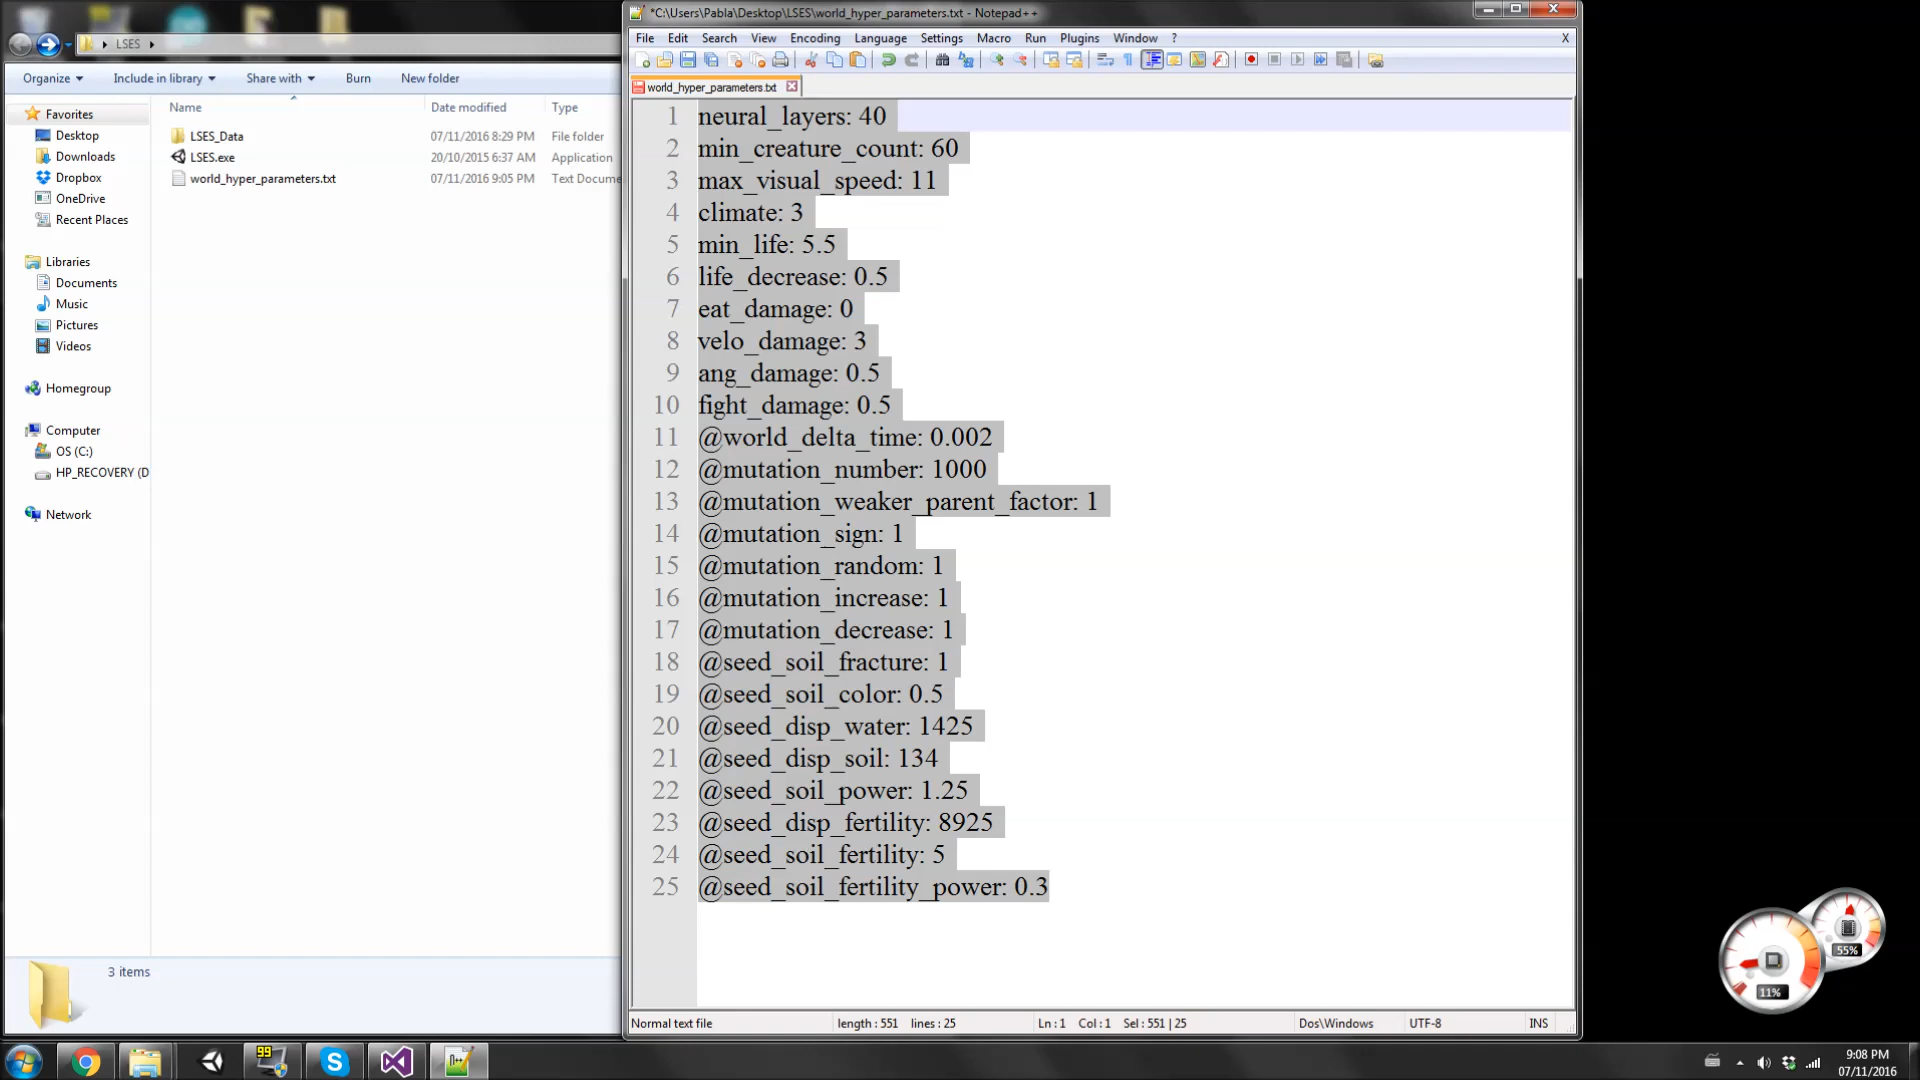 *C:\Users\Pabla\Desktop\LSES\world_hyper_parameters.txt - Notepad++
LSES
File Edit Search View Encoding Language Settings Macro Run Plugins Window ? X
Organize Include in library Share with Burn New folder
world_hyper_parameters.txt
Name Date modified Type
Favorites
Desktop
Downloads
Dropbox
OneDrive
Recent Places
Libraries
Documents
Music
Pictures
Videos
Homegroup
Computer
OS (C:)
HP_RECOVERY (D
Network
LSES_Data 07/11/2016 8:29 PM File folder
LSES.exe 20/10/2015 6:37 AM Application
world_hyper_parameters.txt 07/11/2016 9:05 PM Text Docume
3 items
1 neural_layers: 40
2 min_creature_count: 60
3 max_visual_speed: 11
4 climate: 3
5 min_life: 5.5
6 life_decrease: 0.5
7 eat_damage: 0
8 velo_damage: 3
9 ang_damage: 0.5
10 fight_damage: 0.5
11 @world_delta_time: 0.002
12 @mutation_number: 1000
13 @mutation_weaker_parent_factor: 1
14 @mutation_sign: 1
15 @mutation_random: 1
16 @mutation_increase: 1
17 @mutation_decrease: 1
18 @seed_soil_fracture: 1
19 @seed_soil_color: 0.5
20 @seed_disp_water: 1425
21 @seed_disp_soil: 134
22 @seed_soil_power: 1.25
23 @seed_disp_fertility: 8925
24 @seed_soil_fertility: 5
25 @seed_soil_fertility_power: 0.3
Normal text file length : 551 lines : 25 Ln : 1 Col : 1 Sel : 551 | 25 Dos\Windows UTF-8 INS
55%
11%
99
9:08 PM
07/11/2016